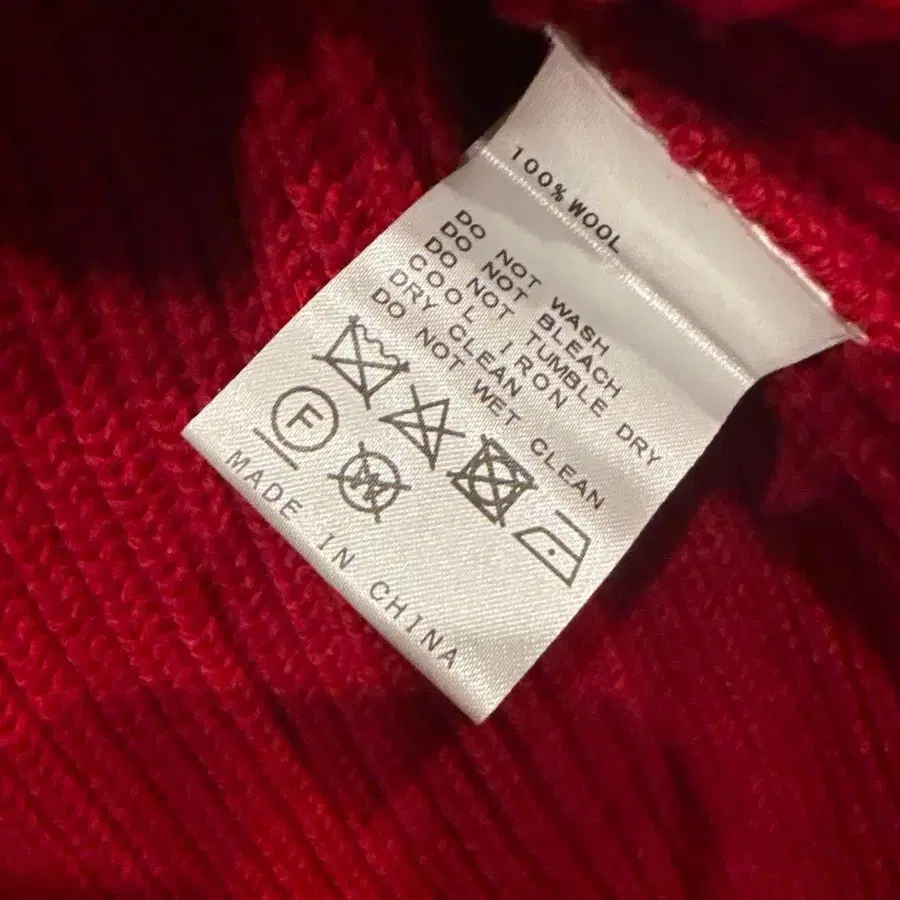 100% WOOL
DO NOT WASH
DO NOT BLEACH
DO NOT TUMBLE DRY
COOL IRON
DRY CLEAN
DO NOT WET CLEAN
F
W
MADE IN CHINA